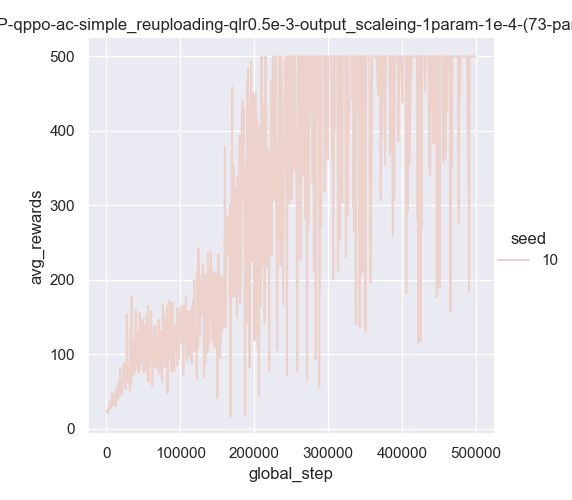 P-qppo-ac-simple_reuploading-qlr0.5e-3-output_scaleing-1param-1e-4-(73-par
500
400
300
200
100
0
avg_rewards
0 100000 200000 300000 400000 500000
global_step
seed
10